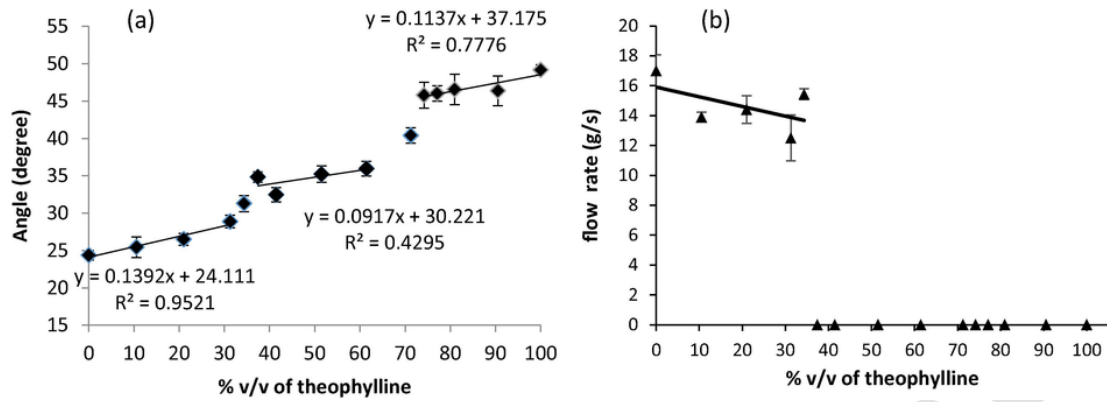 (a)
y = 0.1137x + 37.175
R² = 0.7776
y = 0.0917x + 30.221
R² = 0.4295
y = 0.1392x + 24.111
R² = 0.9521
55
50
45
40
35
30
25
20
15
Angle (degree)
0 10 20 30 40 50 60 70 80 90 100
% v/v of theophylline
(b)
20
18
16
14
12
10
8
6
4
2
0
flow rate (g/s)
0 10 20 30 40 50 60 70 80 90 100
% v/v of theophylline